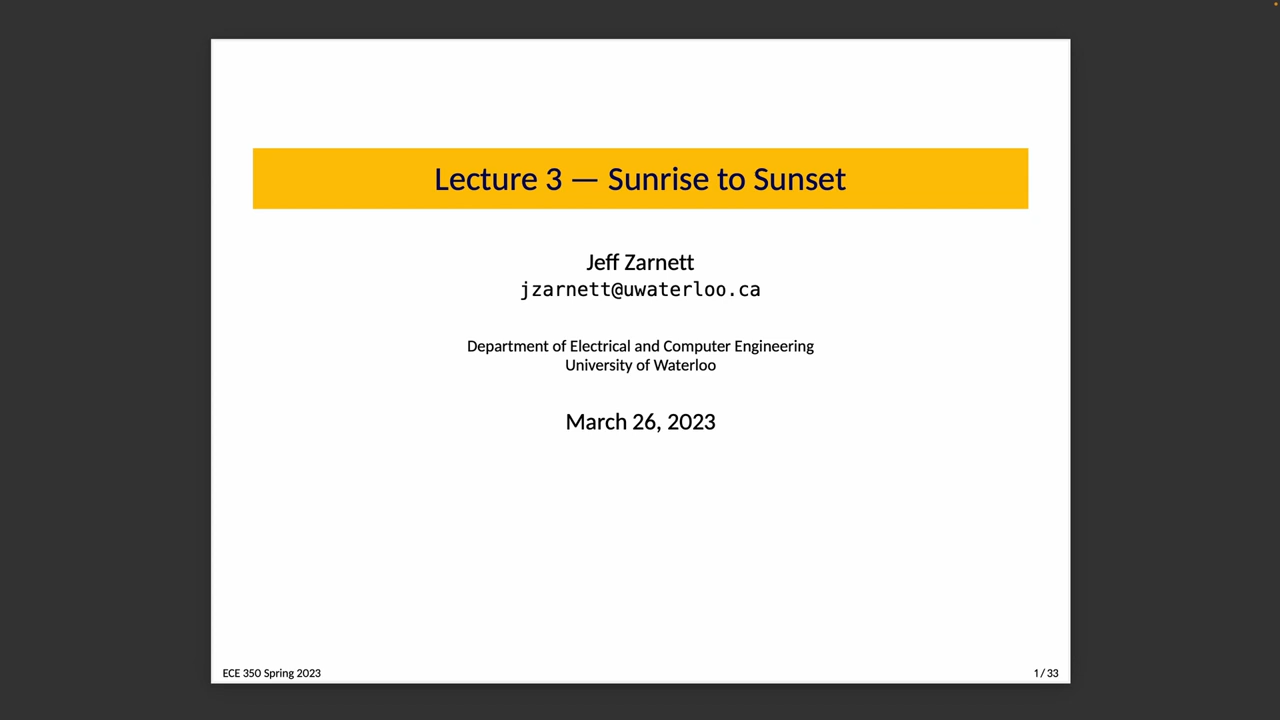 Lecture 3 — Sunrise to Sunset
Jeff Zarnett
jzarnett@uwaterloo.ca
Department of Electrical and Computer Engineering
University of Waterloo
March 26, 2023
ECE 350 Spring 2023
1 / 33